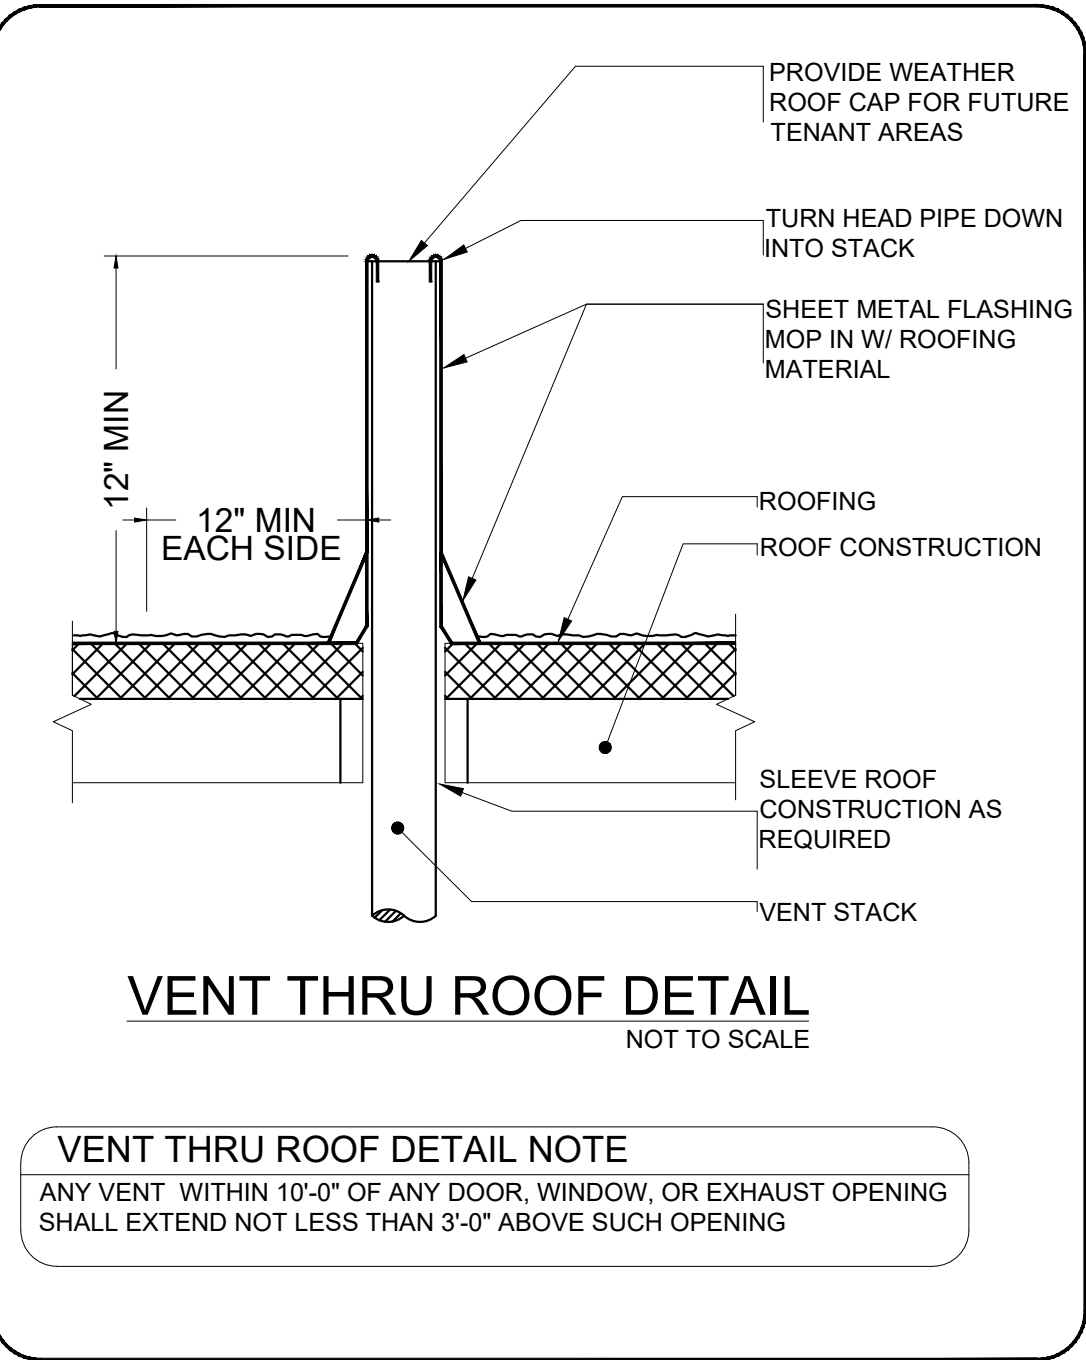 PROVIDE WEATHER
ROOF CAP FOR FUTURE
TENANT AREAS
TURN HEAD PIPE DOWN
INTO STACK
SHEET METAL FLASHING
MOP IN W/ ROOFING
MATERIAL
12" MIN
12" MIN
EACH SIDE
ROOFING
ROOF CONSTRUCTION
SLEEVE ROOF
CONSTRUCTION AS
REQUIRED
VENT STACK
VENT THRU ROOF DETAIL
NOT TO SCALE
VENT THRU ROOF DETAIL NOTE
ANY VENT WITHIN 10'-0" OF ANY DOOR, WINDOW, OR EXHAUST OPENING
SHALL EXTEND NOT LESS THAN 3'-0" ABOVE SUCH OPENING